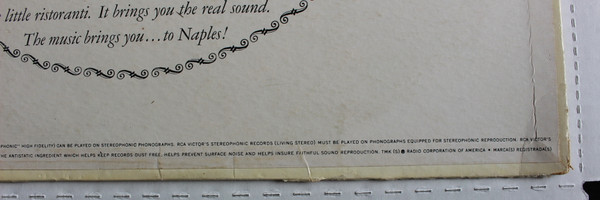 little ristoranti. It brings you the real sound.
The music brings you...to Naples!
PHONIC" HIGH FIDELITY) CAN BE PLAYED ON STEREOPHONIC PHONOGRAPHS. RCA VICTOR'S STEREOPHONIC RECORDS (LIVING STEREO) MUST BE PLAYED ON PHONOGRAPHS EQUIPPED FOR STEREOPHONIC REPRODUCTION. RCA VICTOR'S
HE ANTISTATIC INGREDIENT WHICH HELPS KEEP RECORDS DUST FREE, HELPS PREVENT SURFACE NOISE AND HELPS INSURE FAITHFUL SOUND REPRODUCTION. TMK (S) ● RADIO CORPORATION OF AMERICA • MARCA(S) REGISTRADA(S)